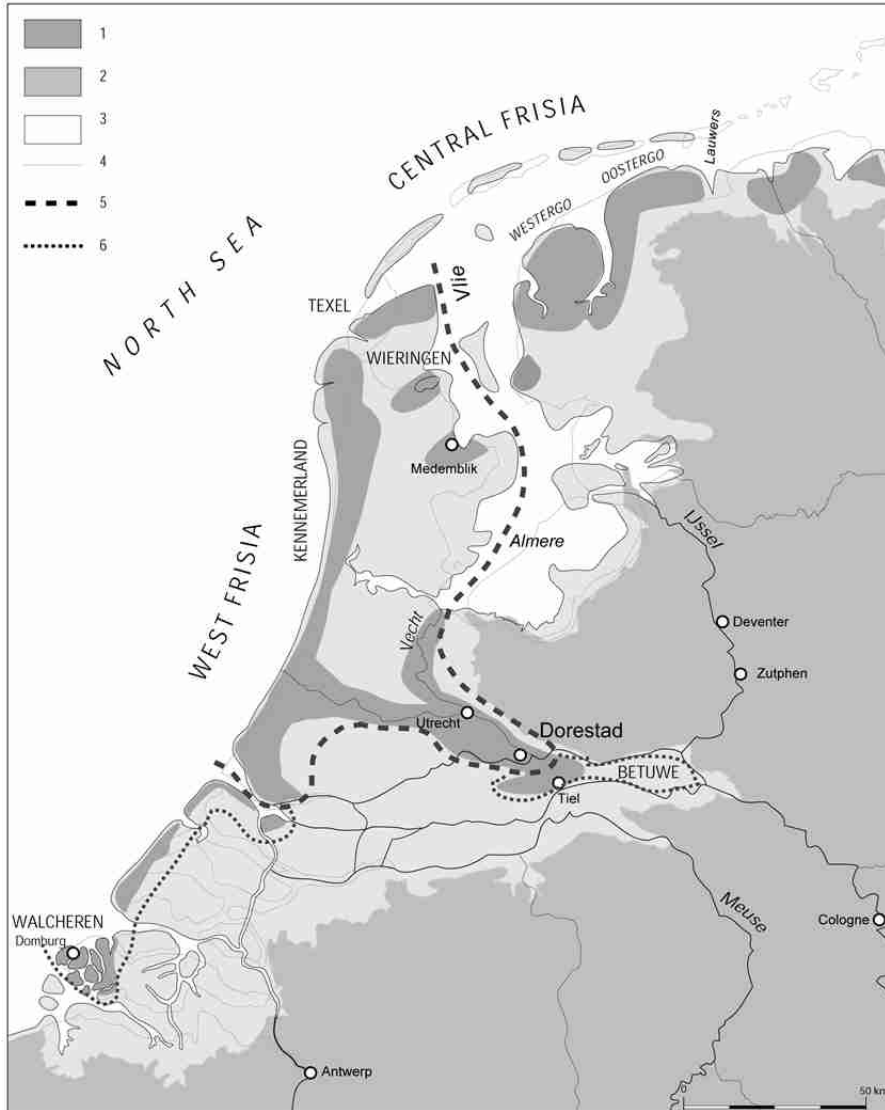 1
2
3
4
5
6
NORTH SEA
CENTRAL FRISIA
Lauwers
OOSTERGO
WESTERGO
Vlie
TEXEL
WIERINGEN
Medemblik
KENNEMERLAND
WEST FRISIA
Almere
IJssel
Vecht
Deventer
Zutphen
Utrecht
Dorestad
BETUWE
Tiel
Meuse
WALCHEREN
Domburg
Cologne
Antwerp
0 50 km